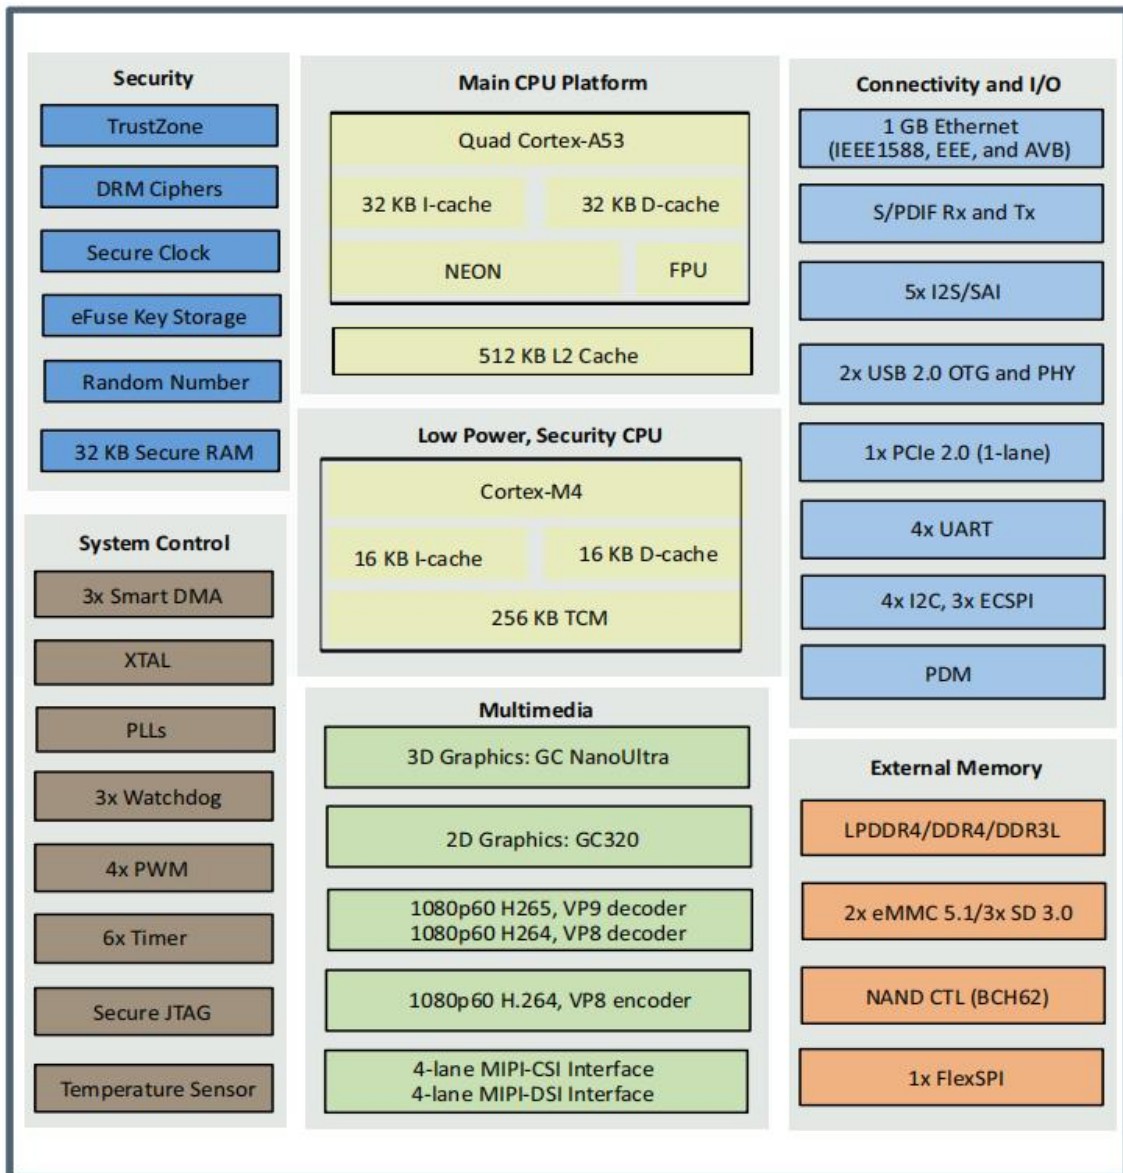 Security
TrustZone
DRM Ciphers
Secure Clock
eFuse Key Storage
Random Number
32 KB Secure RAM
System Control
3x Smart DMA
XTAL
PLLs
3x Watchdog
4x PWM
6x Timer
Secure JTAG
Temperature Sensor
Main CPU Platform
Quad Cortex-A53
32 KB I-cache
32 KB D-cache
NEON
FPU
512 KB L2 Cache
Low Power, Security CPU
Cortex-M4
16 KB I-cache
16 KB D-cache
256 KB TCM
Multimedia
3D Graphics: GC NanoUltra
2D Graphics: GC320
1080p60 H265, VP9 decoder
1080p60 H264, VP8 decoder
1080p60 H.264, VP8 encoder
4-lane MIPI-CSI Interface
4-lane MIPI-DSI Interface
Connectivity and I/O
1 GB Ethernet
(IEEE1588, EEE, and AVB)
S/PDIF Rx and Tx
5x I2S/SAI
2x USB 2.0 OTG and PHY
1x PCIe 2.0 (1-lane)
4x UART
4x I2C, 3x ECSPI
PDM
External Memory
LPDDR4/DDR4/DDR3L
2x eMMC 5.1/3x SD 3.0
NAND CTL (BCH62)
1x FlexSPI